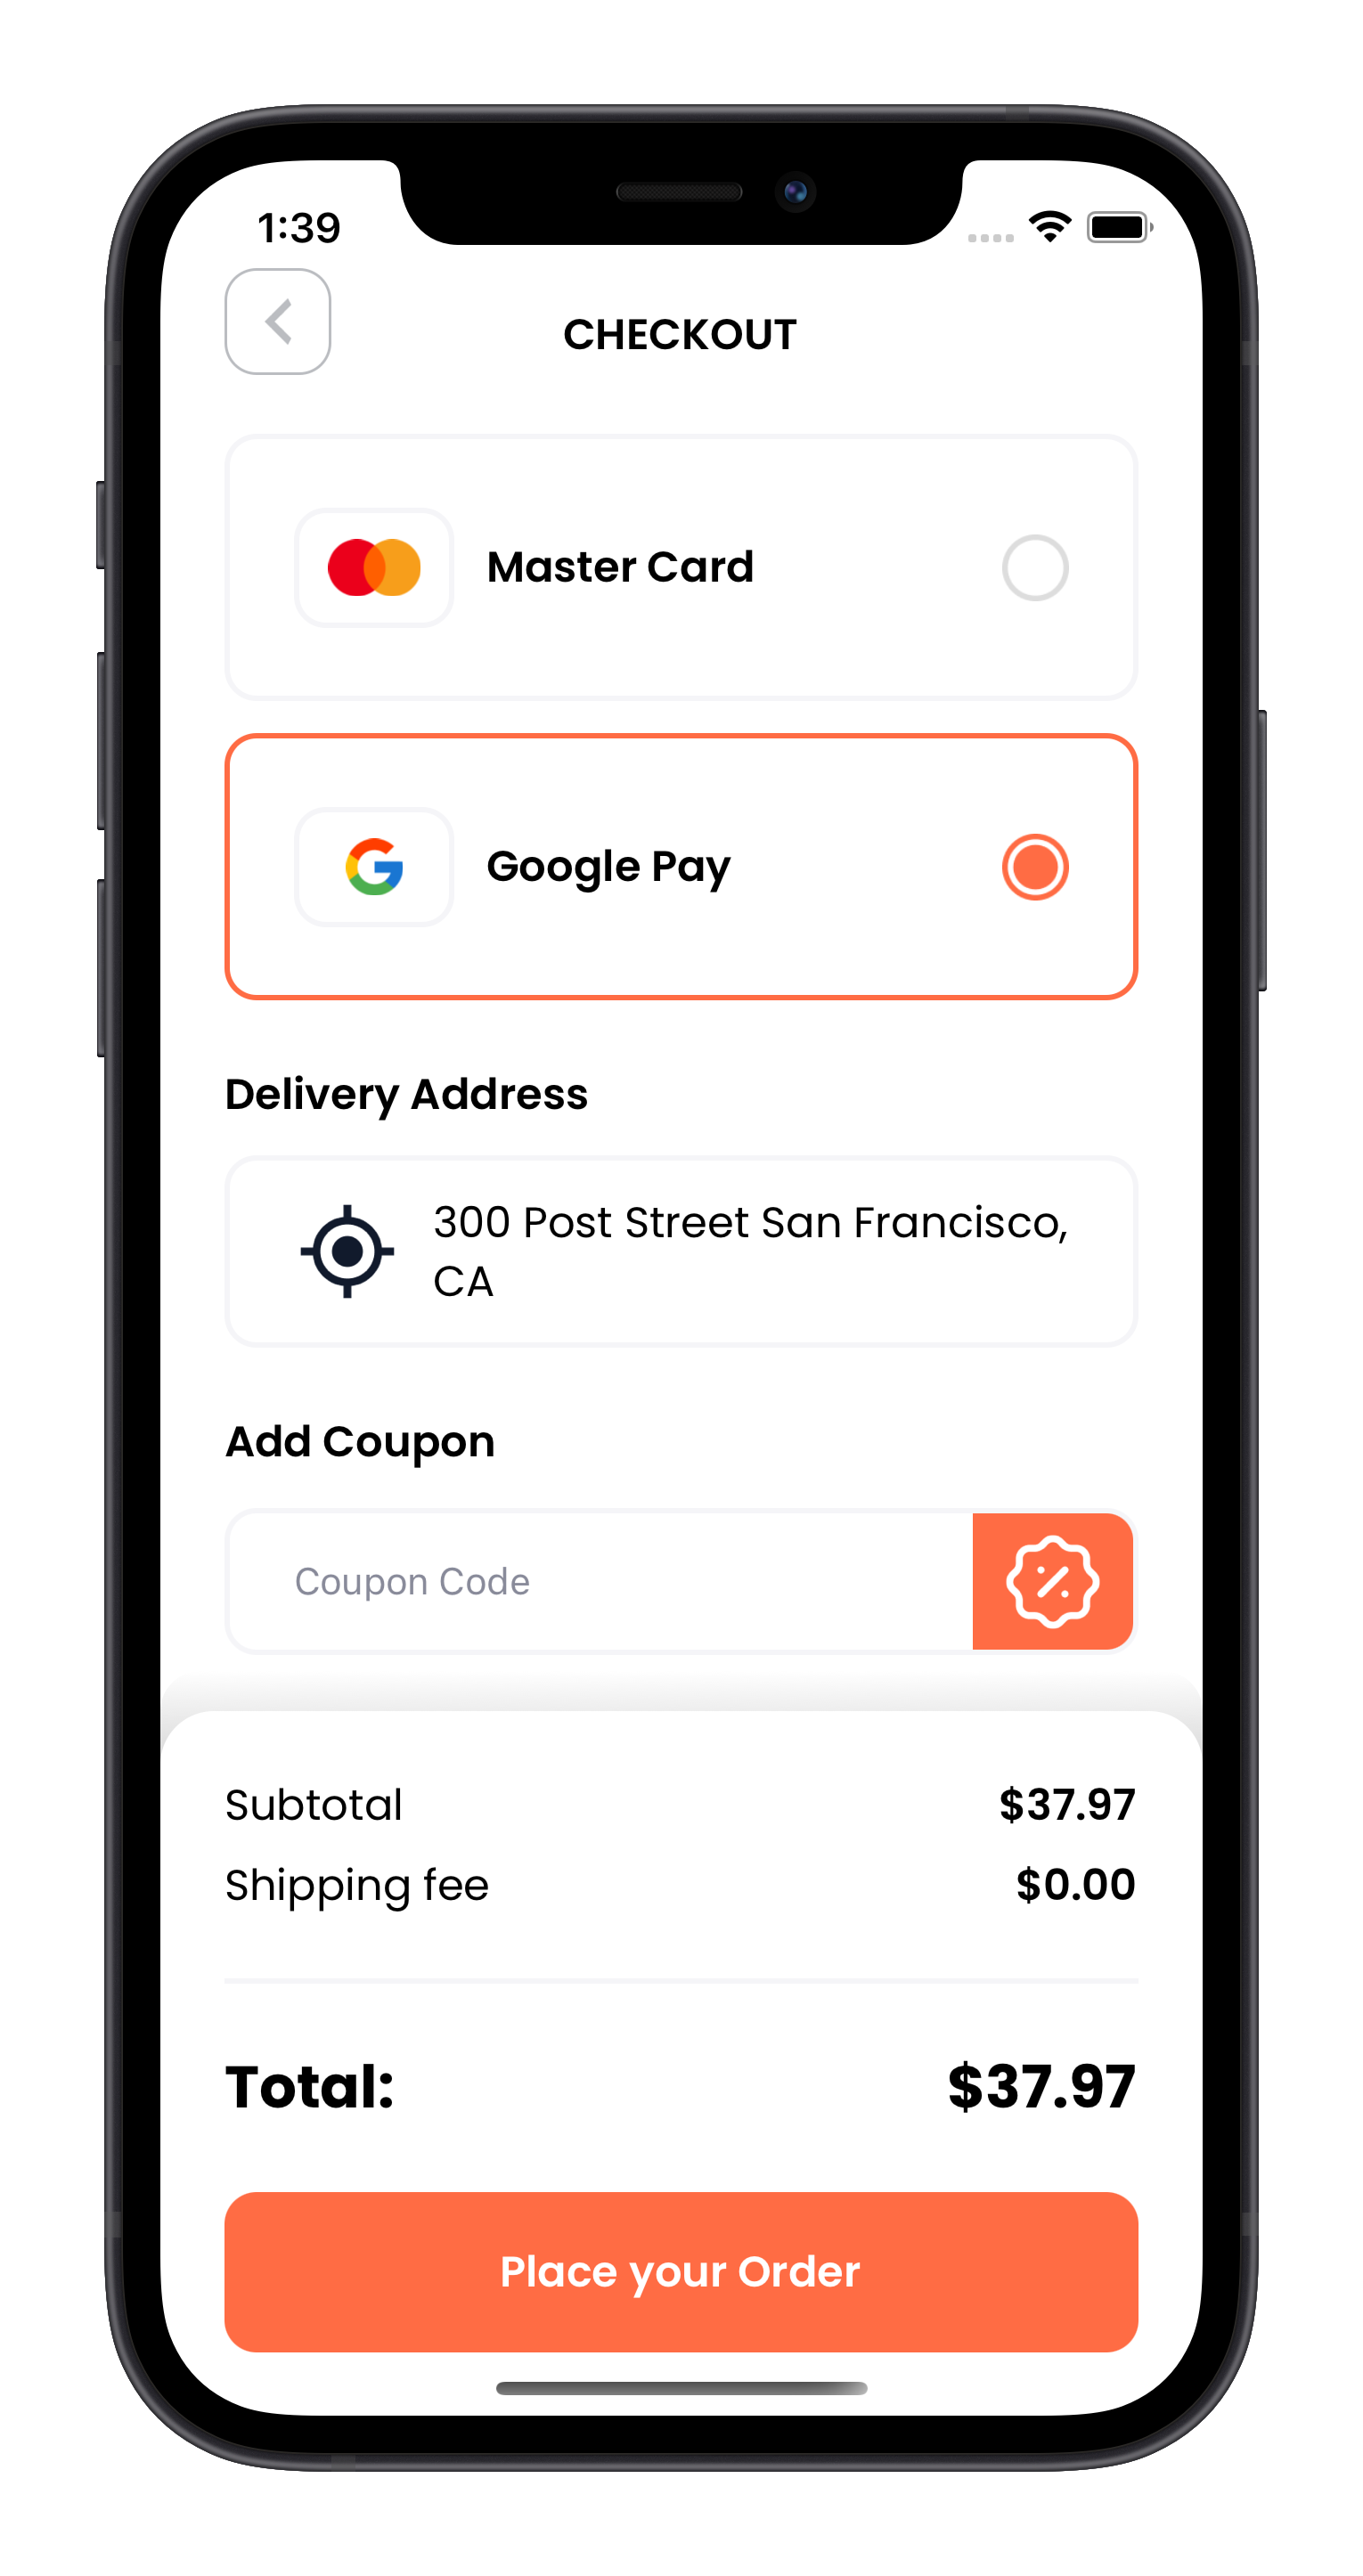 1:39
CHECKOUT
Master Card
Google Pay
Delivery Address
300 Post Street San Francisco,
CA
Add Coupon
Coupon Code
Subtotal $37.97
Shipping fee $0.00
Total: $37.97
Place your Order